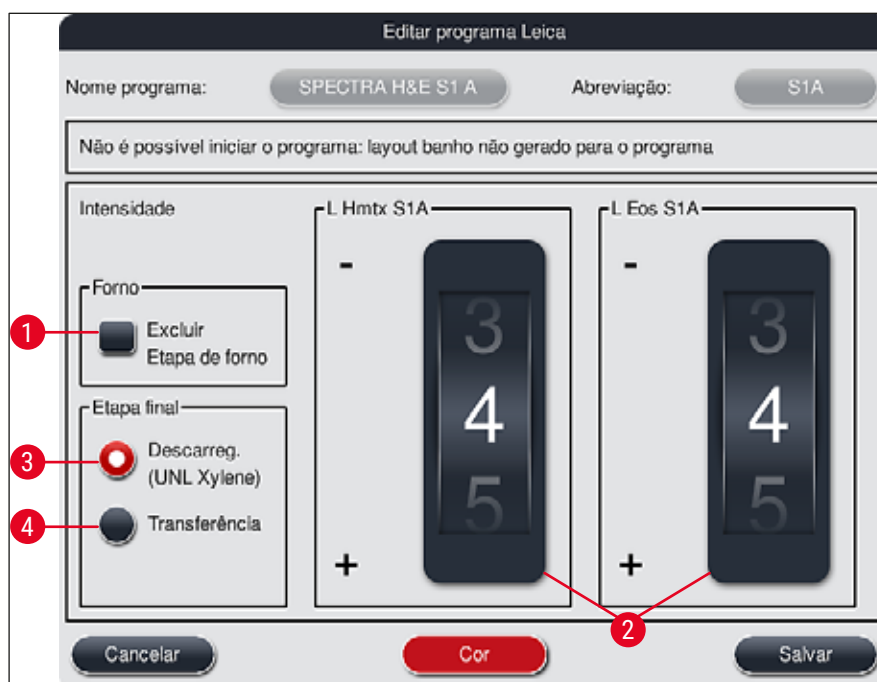 Editar programa Leica
Nome programa: SPECTRA H&E S1 A Abreviação: S1A
Não é possível iniciar o programa: layout banho não gerado para o programa
Intensidade
L Hmtx S1A
L Eos S1A
-
-
Forno
1
Excluir
Etapa de forno
3
4
5
3
4
5
Etapa final
3
Descarreg.
(UNL Xylene)
4
Transferência
+
+
2
Cancelar
Cor
Salvar